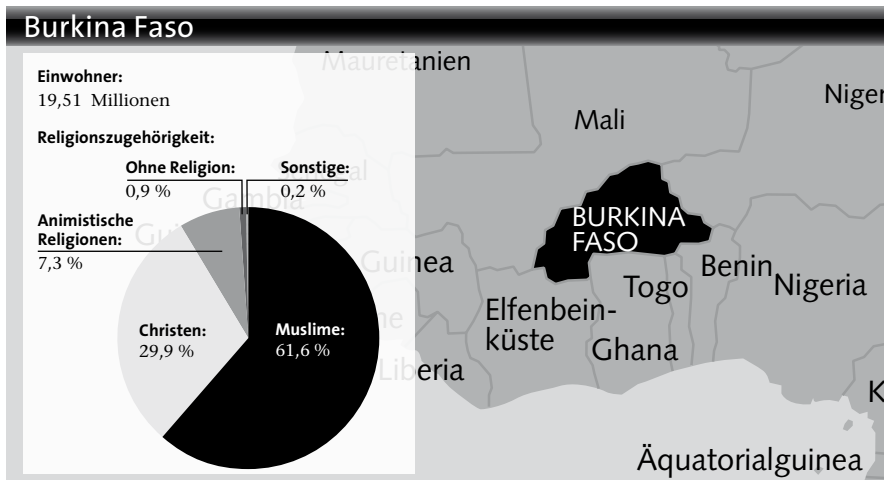 Burkina Faso
Einwohner:
19,51 Millionen
Religionszugehörigkeit:
Ohne Religion:
0,9 %
Sonstige:
0,2 %
Animistische
Religionen:
7,3 %
Christen:
29,9 %
Muslime:
61,6 %
Mauretanien
Mali
Niger
Senegal
Gambia
Guinea
BURKINA
FASO
Benin
Togo
Nigeria
Elfenbein-
küste
Ghana
Liberia
Äquatorialguinea
K